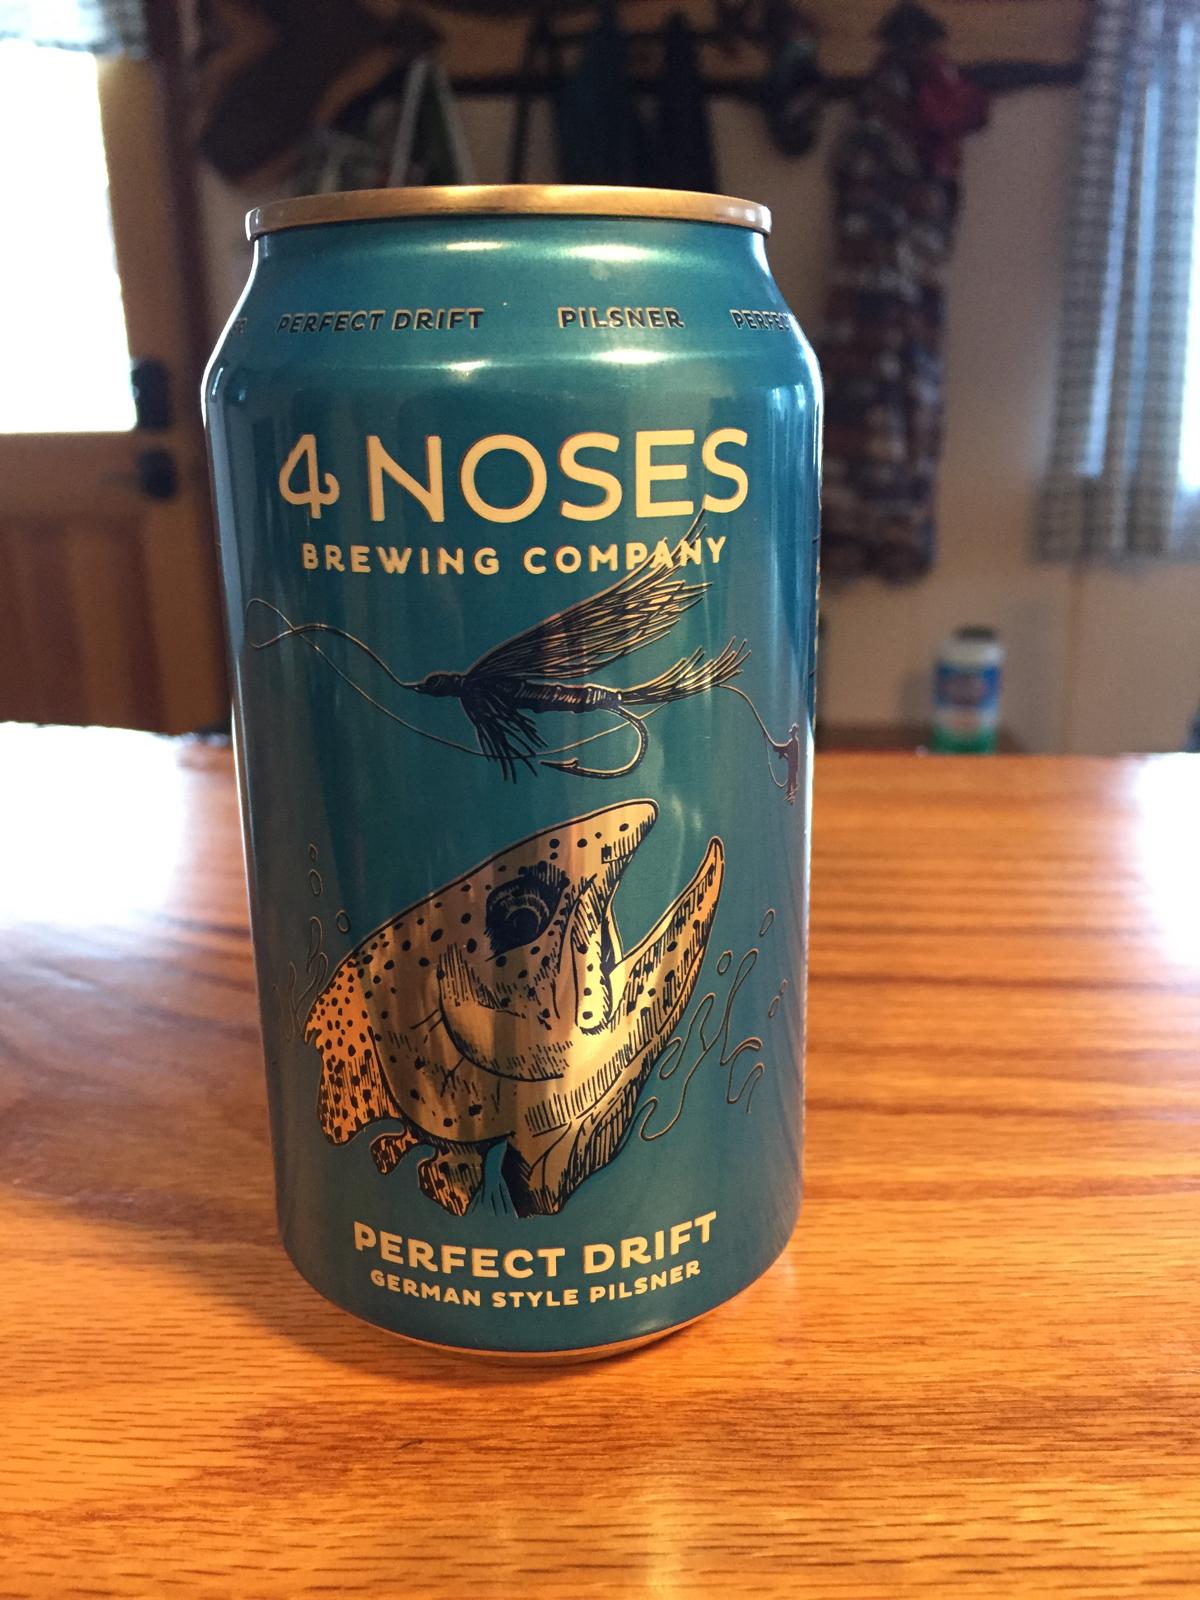 PERFECT DRIFT PILSNER
4 NOSES
BREWING COMPANY
PERFECT DRIFT
GERMAN STYLE PILSNER